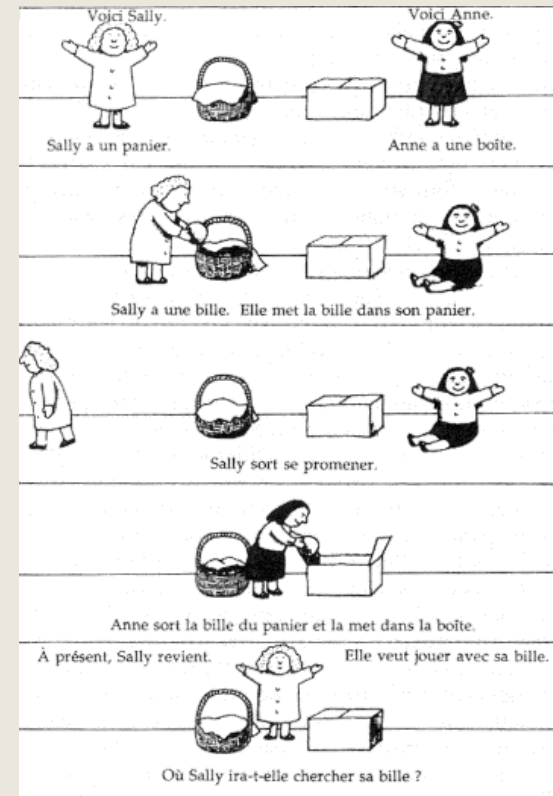 Voici Sally.
Voici Anne.
Sally a un panier.
Anne a une boîte.
Sally a une bille. Elle met la bille dans son panier.
Sally sort se promener.
Anne sort la bille du panier et la met dans la boîte.
À présent, Sally revient.
Elle veut jouer avec sa bille.
Où Sally ira-t-elle chercher sa bille ?